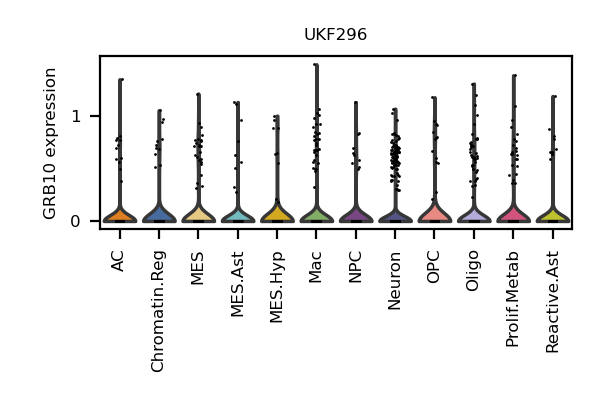 UKF296
GRB10 expression
1
0
AC
Chromatin.Reg
MES
MES.Ast
MES.Hyp
Mac
NPC
Neuron
OPC
Oligo
Prolif.Metab
Reactive.Ast